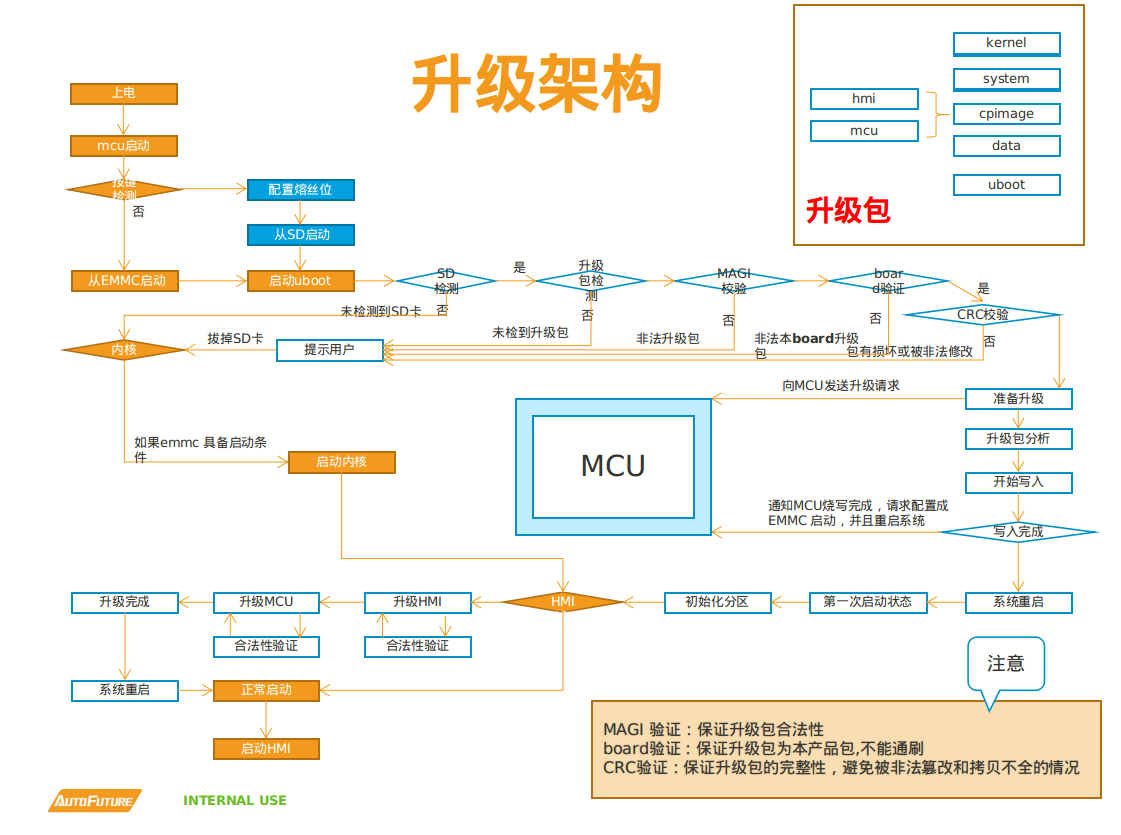 升级架构
kernel
system
hmi
cpimage
mcu
data
uboot
升级包
上电
mcu启动
按键
检测
否
配置熔丝位
从SD启动
从EMMC启动
启动uboot
SD
检测
是
否
升级
包检
测
否
MAGI
校验
否
boar
d验证
是
否
CRC校验
否
未检测到SD卡
未检到升级包
非法升级包
非法本board升级
包
包有损坏或被非法修改
内核
拔掉SD卡
提示用户
向MCU发送升级请求
准备升级
升级包分析
开始写入
写入完成
MCU
通知MCU烧写完成，请求配置成
EMMC 启动，并且重启系统
如果emmc 具备启动条
件
启动内核
升级完成
升级MCU
升级HMI
HMI
初始化分区
第一次启动状态
系统重启
合法性验证
合法性验证
系统重启
正常启动
启动HMI
注意
MAGI 验证：保证升级包合法性
board验证：保证升级包为本产品包,不能通刷
CRC验证：保证升级包的完整性，避免被非法篡改和拷贝不全的情况
AUTOFUTURE
INTERNAL USE